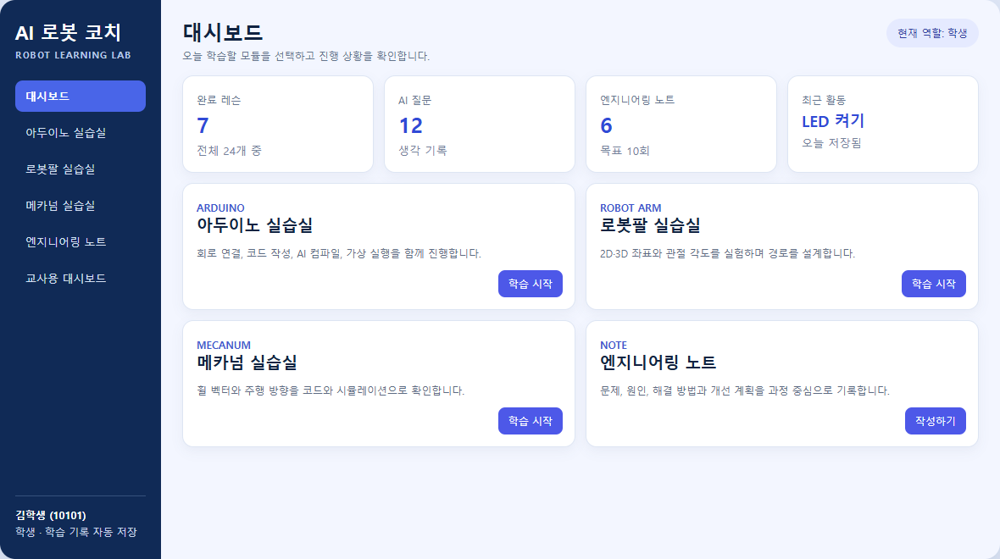 AI 로봇 코치
ROBOT LEARNING LAB
대시보드
아두이노 실습실
로봇팔 실습실
메카넘 실습실
엔지니어링 노트
교사용 대시보드
김학생 (10101)
학생 · 학습 기록 자동 저장
대시보드
오늘 학습할 모듈을 선택하고 진행 상황을 확인합니다.
현재 역할: 학생
완료 레슨
7
전체 24개 중
AI 질문
12
생각 기록
엔지니어링 노트
6
목표 10회
최근 활동
LED 켜기
오늘 저장됨
ARDUINO
아두이노 실습실
회로 연결, 코드 작성, AI 컴파일, 가상 실행을 함께 진행합니다.
학습 시작
ROBOT ARM
로봇팔 실습실
2D·3D 좌표와 관절 각도를 실험하며 경로를 설계합니다.
학습 시작
MECANUM
메카넘 실습실
휠 벡터와 주행 방향을 코드와 시뮬레이션으로 확인합니다.
학습 시작
NOTE
엔지니어링 노트
문제, 원인, 해결 방법과 개선 계획을 과정 중심으로 기록합니다.
작성하기